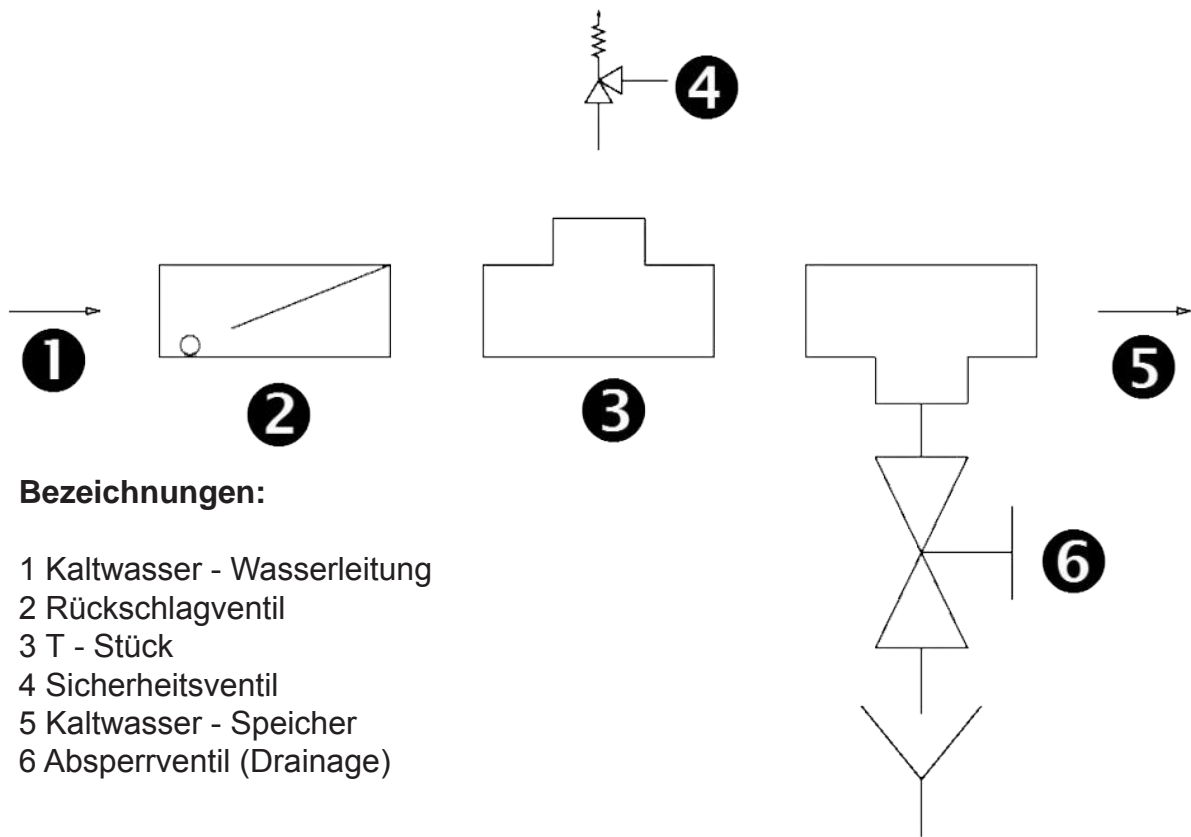 4
1
2
3
5
6
Bezeichnungen:
1 Kaltwasser - Wasserleitung
2 Rückschlagventil
3 T - Stück
4 Sicherheitsventil
5 Kaltwasser - Speicher
6 Absperrventil (Drainage)